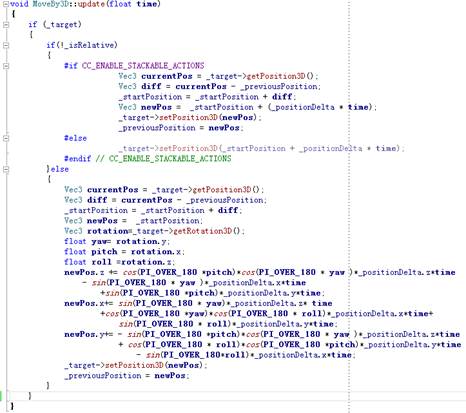 void MoveBy3D::update(float time)
{
if (_target)
{
if(!_isRelative)
{
#if CC_ENABLE_STACKABLE_ACTIONS
Vec3 currentPos = _target->getPosition3D();
Vec3 diff = currentPos - _previousPosition;
_startPosition = _startPosition + diff;
Vec3 newPos =  _startPosition + (_positionDelta * time);
_target->setPosition3D(newPos);
_previousPosition = newPos;
#else
_target->setPosition3D(_startPosition + _positionDelta * time);
#endif // CC_ENABLE_STACKABLE_ACTIONS
}else
{
Vec3 currentPos = _target->getPosition3D();
Vec3 diff = currentPos - _previousPosition;
_startPosition = _startPosition + diff;
Vec3 newPos =  _startPosition;
Vec3 rotation=_target->getRotation3D();
float yaw= rotation.y;
float pitch = rotation.x;
float roll =rotation.z;
newPos.z += cos(PI_OVER_180 *pitch)*cos(PI_OVER_180 * yaw )*_positionDelta.z*time
- sin(PI_OVER_180 * yaw )*_positionDelta.x*time
+sin(PI_OVER_180 *pitch)*_positionDelta.y*time;
newPos.x+= sin(PI_OVER_180 * yaw)*_positionDelta.z* time
+cos(PI_OVER_180 *yaw)*cos(PI_OVER_180 * roll)*_positionDelta.x*time+
sin(PI_OVER_180 * roll)*_positionDelta.y*time;
newPos.y+= - sin(PI_OVER_180 *pitch)*cos(PI_OVER_180 * yaw )*_positionDelta.z*time
+ cos(PI_OVER_180 * roll)*cos(PI_OVER_180 *pitch)*_positionDelta.y*time
- sin(PI_OVER_180*roll)*_positionDelta.x*time;
_target->setPosition3D(newPos);
_previousPosition = newPos;
}
}
}